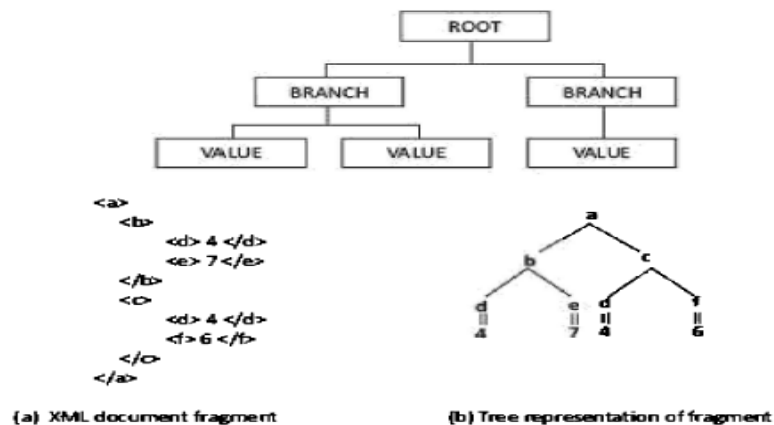 ROOT
BRANCH BRANCH
VALUE VALUE VALUE
<a>
<b>
<d> 4 </d>
<e> 7 </e>
</b>
<c>
<d> 4 </d>
<f> 6 </f>
</c>
</a>
(a) XML document fragment
a
b c
d e d f
|| || || ||
4 7 4 6
(b) Tree representation of fragment